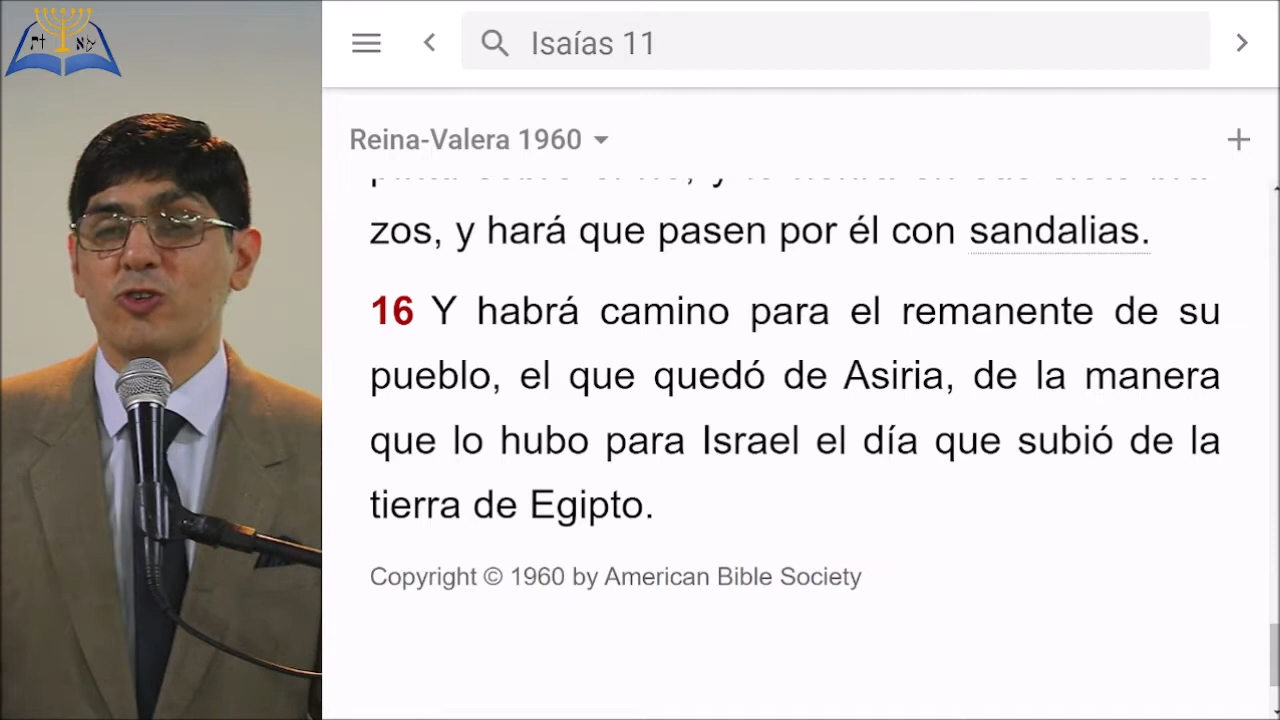 Isaías 11
Reina-Valera 1960
zos, y hará que pasen por él con sandalias.
16 Y habrá camino para el remanente de su
pueblo, el que quedó de Asiria, de la manera
que lo hubo para Israel el día que subió de la
tierra de Egipto.
Copyright © 1960 by American Bible Society